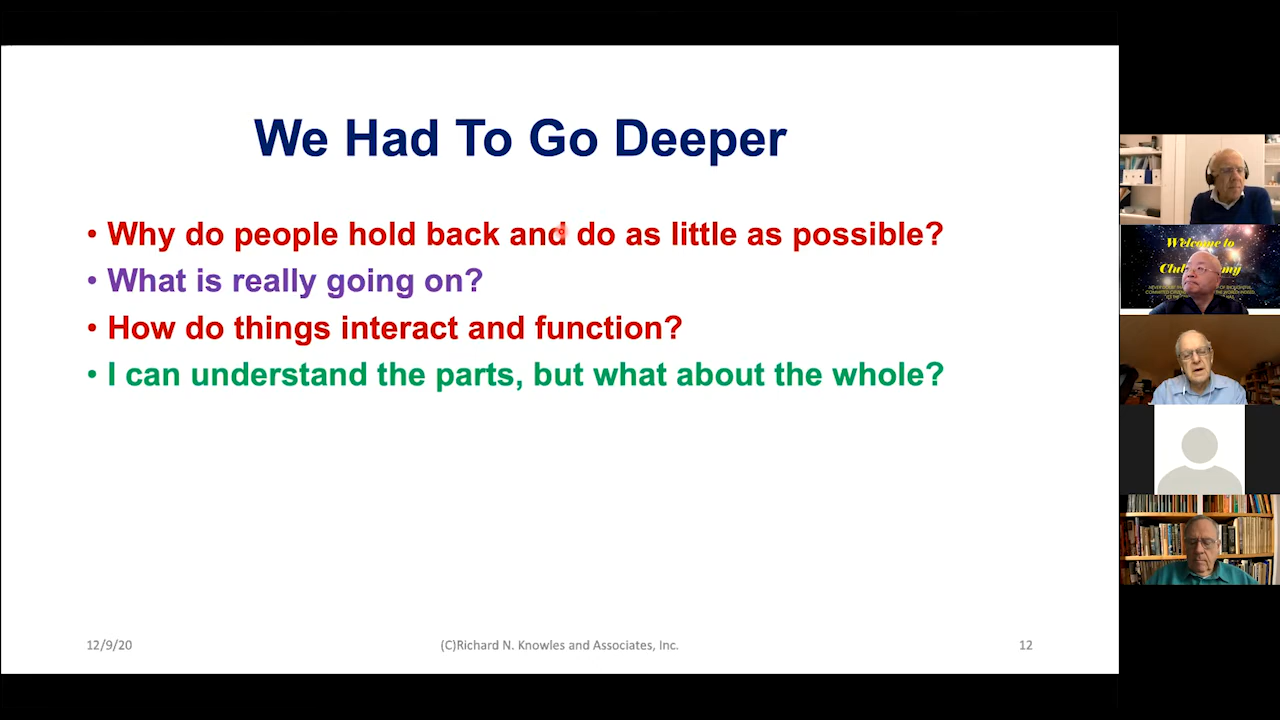 We Had To Go Deeper
• Why do people hold back and do as little as possible?
• What is really going on?
• How do things interact and function?
• I can understand the parts, but what about the whole?
12/9/20
(C)Richard N. Knowles and Associates, Inc.
12
Welcome to